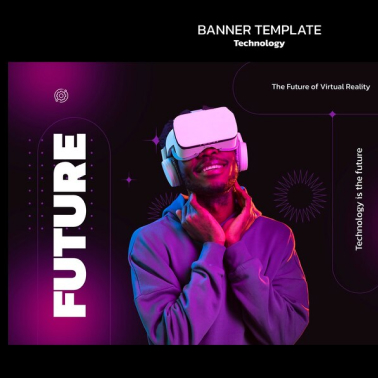 BANNER TEMPLATE
Technology
The Future of Virtual Reality
FUTURE
Technology is the future